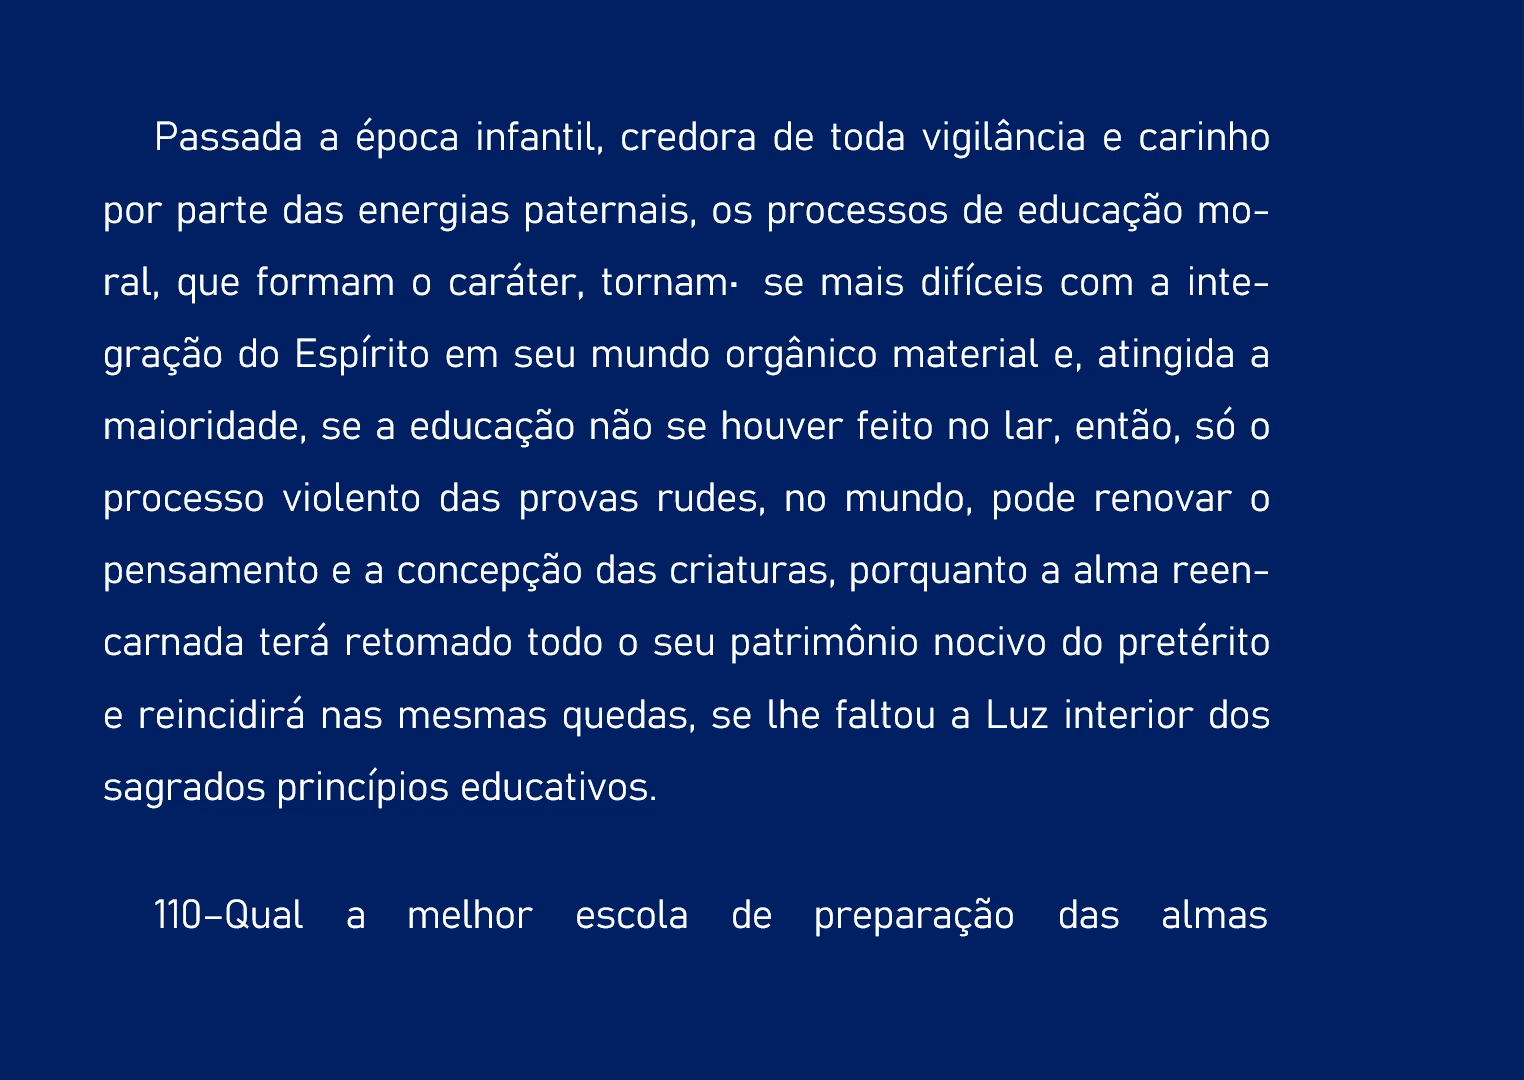 Passada a época infantil, credora de toda vigilância e carinho
por parte das energias paternais, os processos de educação mo-
ral, que formam o caráter, tornam· se mais difíceis com a inte-
gração do Espírito em seu mundo orgânico material e, atingida a
maioridade, se a educação não se houver feito no lar, então, só o
processo violento das provas rudes, no mundo, pode renovar o
pensamento e a concepção das criaturas, porquanto a alma reen-
carnada terá retomado todo o seu patrimônio nocivo do pretérito
e reincidirá nas mesmas quedas, se lhe faltou a Luz interior dos
sagrados princípios educativos.
110–Qual a melhor escola de preparação das almas